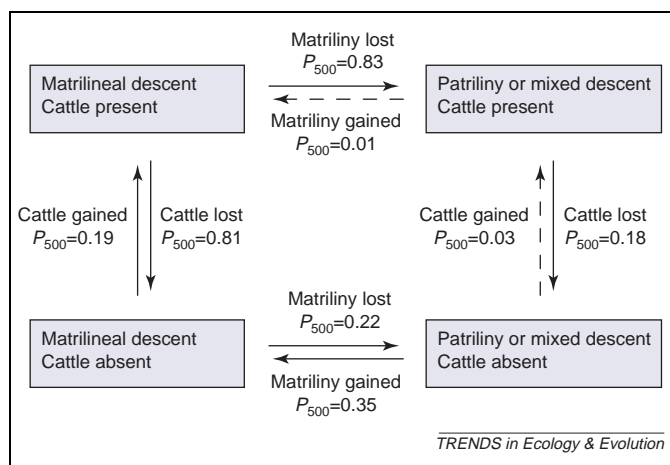 Matriliny lost
P500=0.83
Matrilineal descent
Cattle present
Patriliny or mixed descent
Cattle present
Matriliny gained
P500=0.01
Cattle gained
P500=0.19
Cattle lost
P500=0.81
Cattle gained
P500=0.03
Cattle lost
P500=0.18
Matriliny lost
P500=0.22
Matrilineal descent
Cattle absent
Patriliny or mixed descent
Cattle absent
Matriliny gained
P500=0.35
TRENDS in Ecology & Evolution